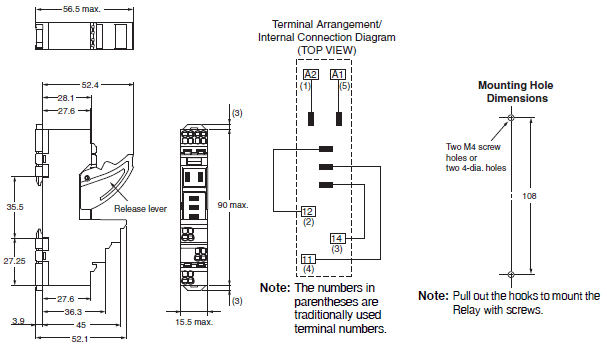 56.5 max.
52.4
28.1
27.6
Release lever
35.5
27.25
27.6
36.3
3.9
45
52.1
(3)
90 max.
(3)
15.5 max.
Terminal Arrangement/
Internal Connection Diagram
(TOP VIEW)
A2 A1
(1) (5)
12
(2)
14
(3)
11
(4)
Note: The numbers in
parentheses are
traditionally used
terminal numbers.
Mounting Hole
Dimensions
Two M4 screw
holes or
two 4-dia. holes
108
Note: Pull out the hooks to mount the
Relay with screws.